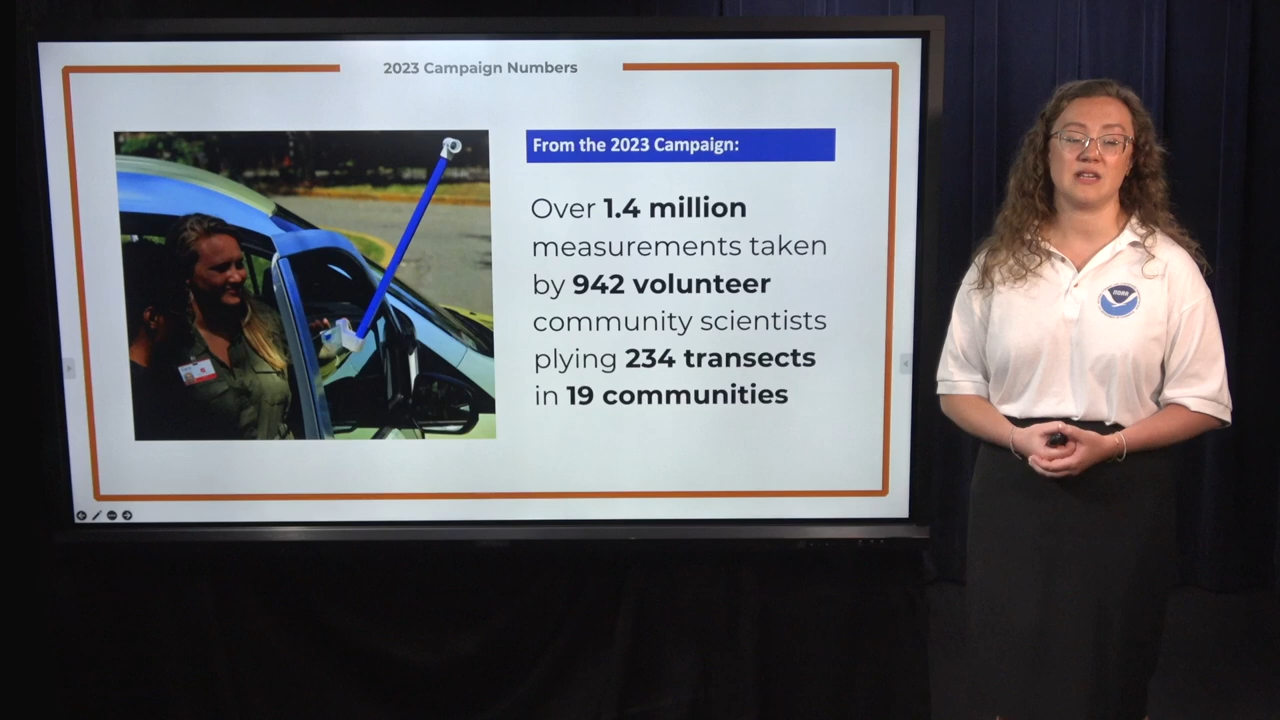 2023 Campaign Numbers
From the 2023 Campaign:
Over 1.4 million
measurements taken
by 942 volunteer
community scientists
plying 234 transects
in 19 communities
NOAA